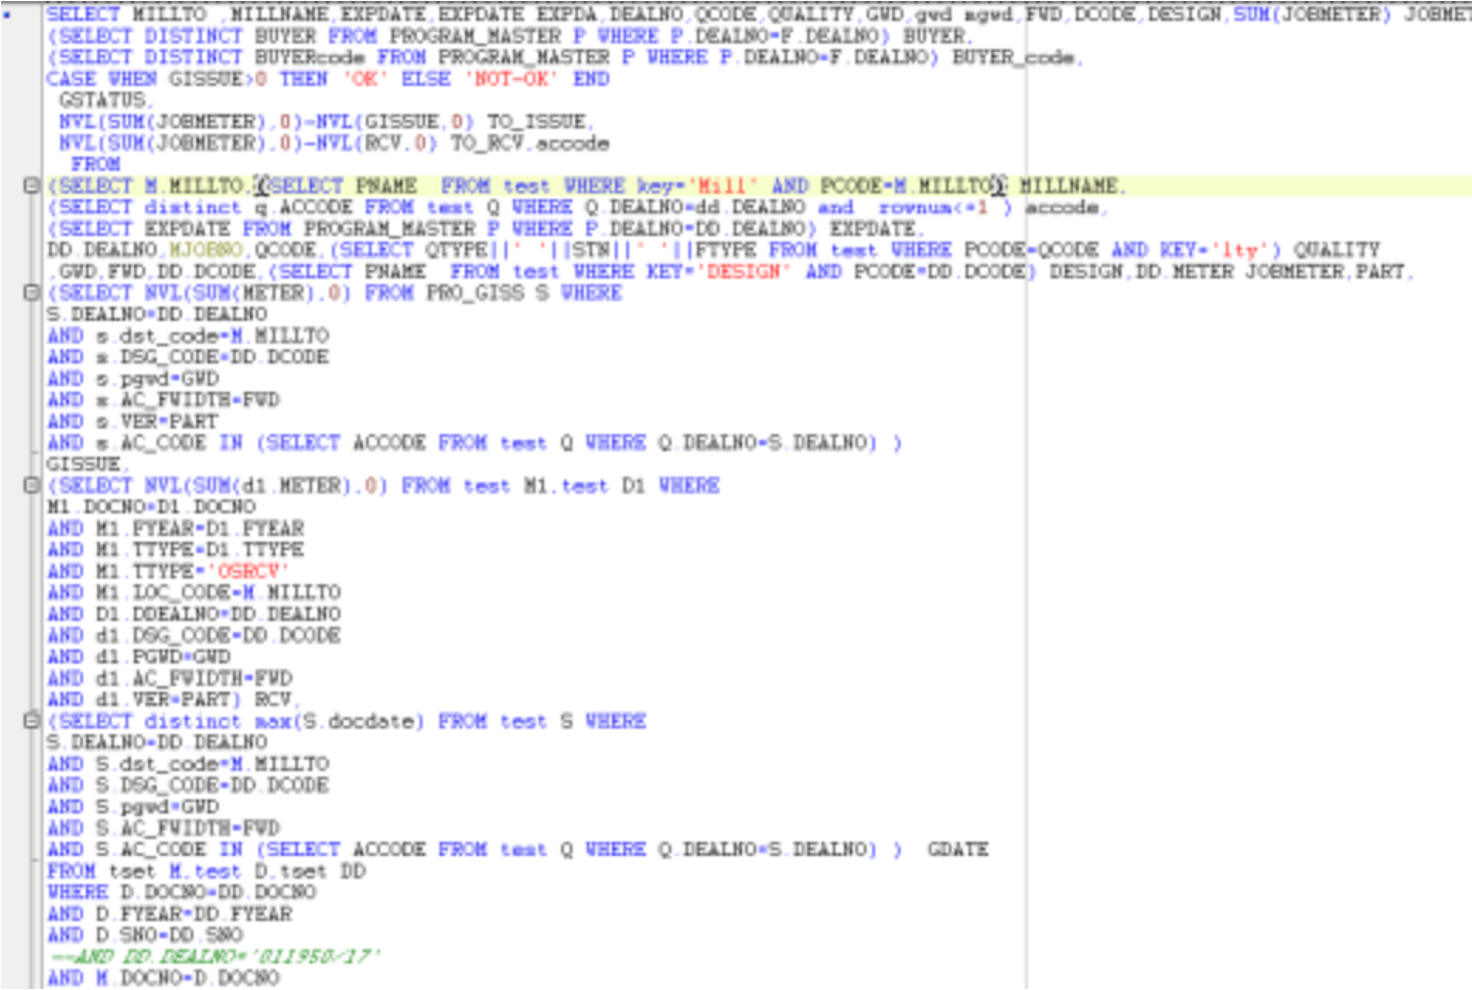 SELECT MILLTO ,MILLNAME,EXPDATE,EXPDATE EXPDA,DEALNO,QCODE,QUALITY,GWD,gwd mgwd,FWD,DCODE,DESIGN,SUM(JOBMETER) JOBMET
(SELECT DISTINCT BUYER FROM PROGRAM_MASTER P WHERE P.DEALNO=F.DEALNO) BUYER,
(SELECT DISTINCT BUYERcode FROM PROGRAM_MASTER P WHERE P.DEALNO=F.DEALNO) BUYER_code,
CASE WHEN GISSUE>0 THEN 'OK' ELSE 'NOT-OK' END
GSTATUS,
NVL(SUM(JOBMETER),0)-NVL(GISSUE,0) TO_ISSUE,
NVL(SUM(JOBMETER),0)-NVL(RCV,0) TO_RCV,accode
FROM
(SELECT M.MILLTO,(SELECT PNAME  FROM test WHERE key='Mill' AND PCODE=M.MILLTO) MILLNAME,
(SELECT distinct q.ACCODE FROM test Q WHERE Q.DEALNO=dd.DEALNO and  rownum<=1 ) accode,
(SELECT EXPDATE FROM PROGRAM_MASTER P WHERE P.DEALNO=DD.DEALNO) EXPDATE,
DD.DEALNO,MJOBNO,QCODE,(SELECT QTYPE||' '||STN||' '||FTYPE FROM test WHERE PCODE=QCODE AND KEY='lty') QUALITY
,GWD,FWD,DD.DCODE,(SELECT PNAME  FROM test WHERE KEY='DESIGN' AND PCODE=DD.DCODE) DESIGN,DD.METER JOBMETER,PART,
(SELECT NVL(SUM(METER),0) FROM PRO_GISS S WHERE
S.DEALNO=DD.DEALNO
AND s.dst_code=M.MILLTO
AND s.DSG_CODE=DD.DCODE
AND s.pgwd=GWD
AND s.AC_FWIDTH=FWD
AND s.VER=PART
AND s.AC_CODE IN (SELECT ACCODE FROM test Q WHERE Q.DEALNO=S.DEALNO) )
GISSUE,
(SELECT NVL(SUM(d1.METER),0) FROM test M1,test D1 WHERE
M1.DOCNO=D1.DOCNO
AND M1.FYEAR=D1.FYEAR
AND M1.TTYPE=D1.TTYPE
AND M1.TTYPE='OSRCV'
AND M1.LOC_CODE=M.MILLTO
AND D1.DDEALNO=DD.DEALNO
AND d1.DSG_CODE=DD.DCODE
AND d1.PGWD=GWD
AND d1.AC_FWIDTH=FWD
AND d1.VER=PART) RCV,
(SELECT distinct max(S.docdate) FROM test S WHERE
S.DEALNO=DD.DEALNO
AND S.dst_code=M.MILLTO
AND S.DSG_CODE=DD.DCODE
AND S.pgwd=GWD
AND S.AC_FWIDTH=FWD
AND S.AC_CODE IN (SELECT ACCODE FROM test Q WHERE Q.DEALNO=S.DEALNO) )  GDATE
FROM tset M,test D,tset DD
WHERE D.DOCNO=DD.DOCNO
AND D.FYEAR=DD.FYEAR
AND D.SNO=DD.SNO
--AND DD.DEALNO='011950/17'
AND M.DOCNO=D.DOCNO